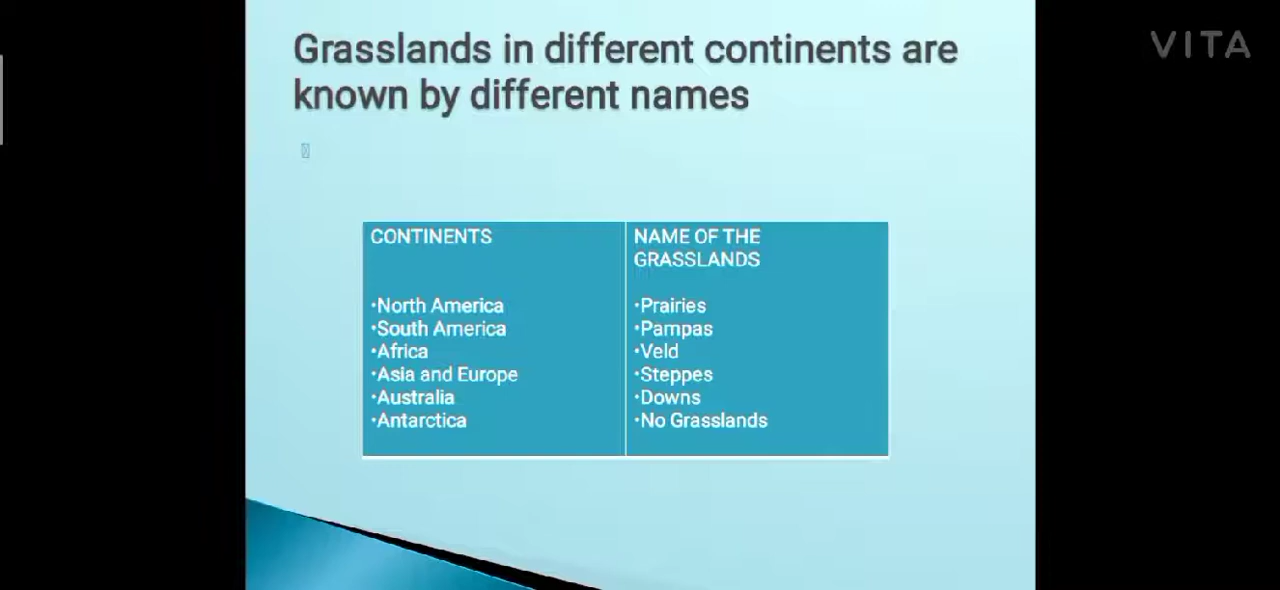 VITA
Grasslands in different continents are
known by different names
CONTINENTS
•North America
•South America
•Africa
•Asia and Europe
•Australia
•Antarctica
NAME OF THE
GRASSLANDS
•Prairies
•Pampas
•Veld
•Steppes
•Downs
•No Grasslands